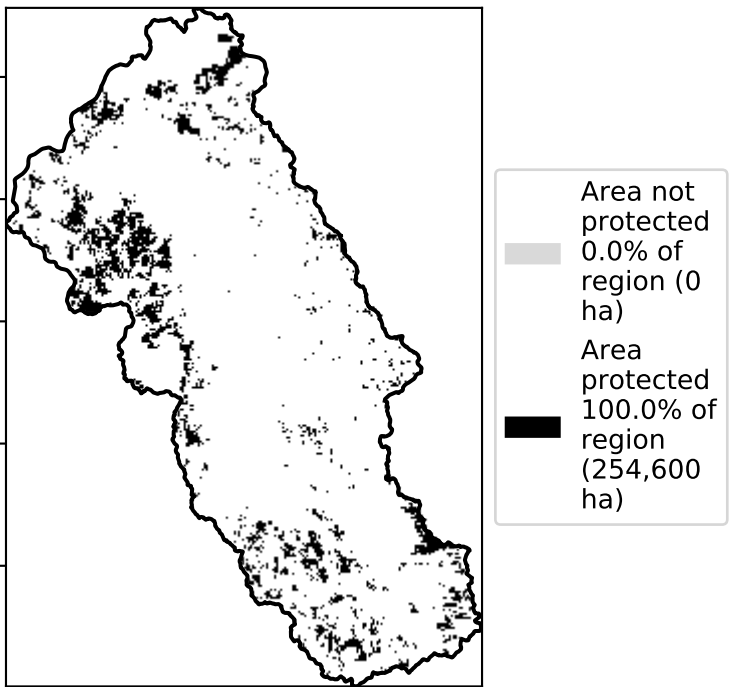 Area not
protected
0.0% of
region (0
ha)
Area
protected
100.0% of
region
(254,600
ha)